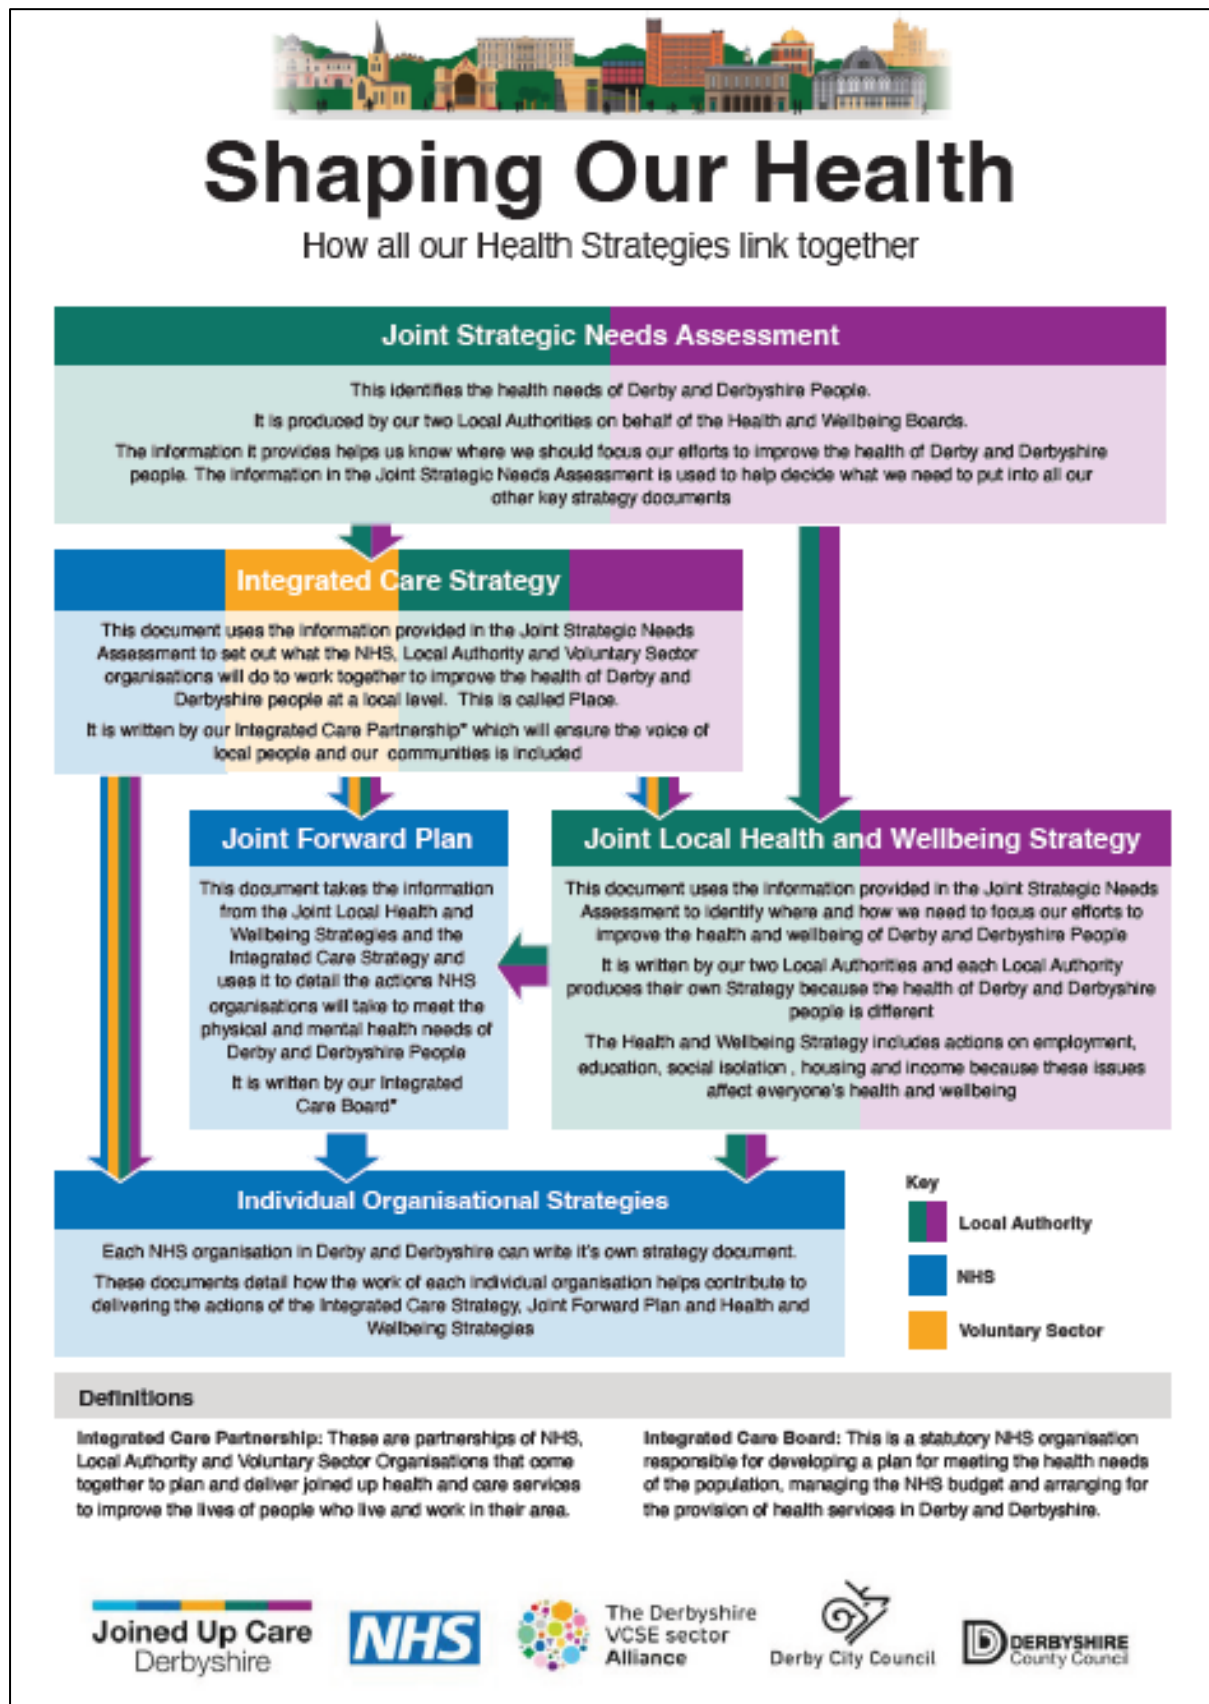 Shaping Our Health
How all our Health Strategies link together
Joint Strategic Needs Assessment
This identifies the health needs of Derby and Derbyshire People.
It is produced by our two Local Authorities on behalf of the Health and Wellbeing Boards.
The information it provides helps us know where we should focus our efforts to improve the health of Derby and Derbyshire
people. The information in the Joint Strategic Needs Assessment is used to help decide what we need to put into all our
other key strategy documents
Integrated Care Strategy
This document uses the information provided in the Joint Strategic Needs
Assessment to set out what the NHS, Local Authority and Voluntary Sector
organisations will do to work together to improve the health of Derby and
Derbyshire people at a local level. This is called Place.
It is written by our Integrated Care Partnership* which will ensure the voice of
local people and our communities is included
Joint Forward Plan
This document takes the information
from the Joint Local Health and
Wellbeing Strategies and the
Integrated Care Strategy and
uses it to detail the actions NHS
organisations will take to meet the
physical and mental health needs of
Derby and Derbyshire People
It is written by our Integrated
Care Board*
Joint Local Health and Wellbeing Strategy
This document uses the information provided in the Joint Strategic Needs
Assessment to identify where and how we need to focus our efforts to
improve the health and wellbeing of Derby and Derbyshire People
It is written by our two Local Authorities and each Local Authority
produces their own Strategy because the health of Derby and Derbyshire
people is different
The Health and Wellbeing Strategy includes actions on employment,
education, social isolation , housing and income because these issues
affect everyone's health and wellbeing
Individual Organisational Strategies
Each NHS organisation in Derby and Derbyshire can write it's own strategy document.
These documents detail how the work of each individual organisation helps contribute to
delivering the actions of the Integrated Care Strategy, Joint Forward Plan and Health and
Wellbeing Strategies
Key
Local Authority
NHS
Voluntary Sector
Definitions
Integrated Care Partnership: These are partnerships of NHS,
Local Authority and Voluntary Sector Organisations that come
together to plan and deliver joined up health and care services
to improve the lives of people who live and work in their area.
Integrated Care Board: This is a statutory NHS organisation
responsible for developing a plan for meeting the health needs
of the population, managing the NHS budget and arranging for
the provision of health services in Derby and Derbyshire.
Joined Up Care
Derbyshire
NHS
The Derbyshire
VCSE sector
Alliance
Derby City Council
DERBYSHIRE
County Council